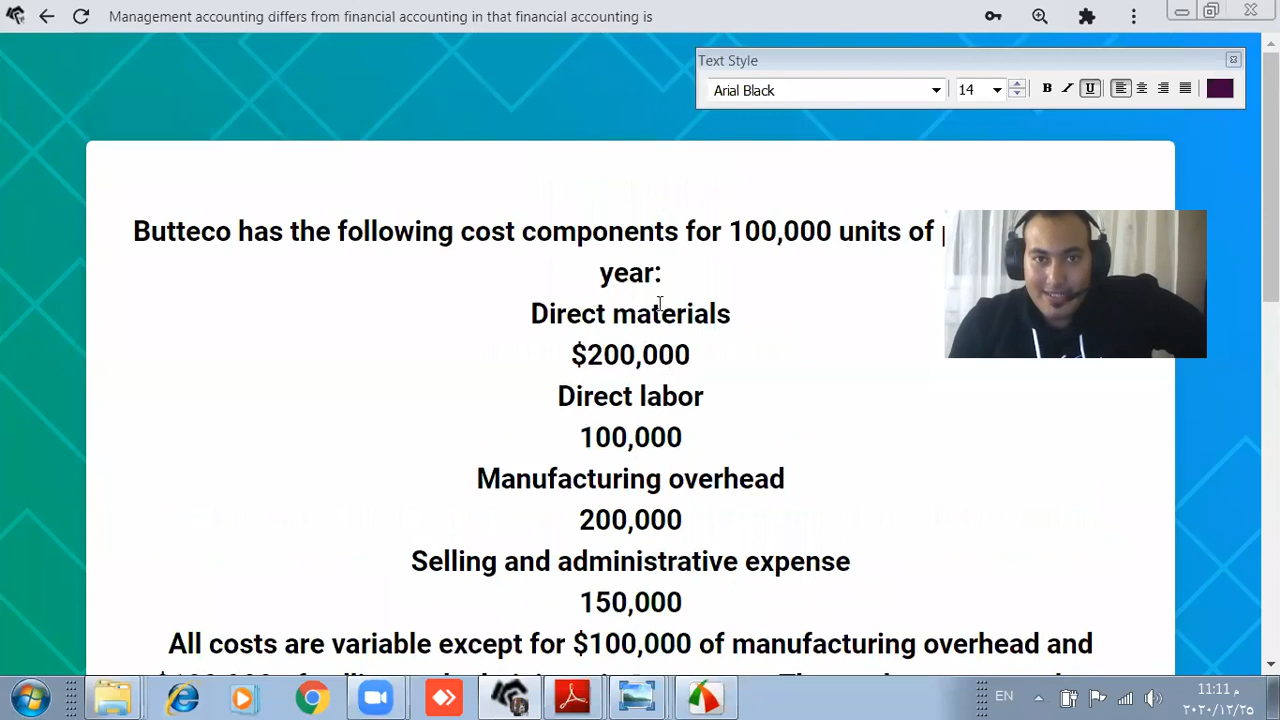 Management accounting differs from financial accounting in that financial accounting is
Text Style
Arial Black
14
B I U
Butteco has the following cost components for 100,000 units of
year:
Direct materials
$200,000
Direct labor
100,000
Manufacturing overhead
200,000
Selling and administrative expense
150,000
All costs are variable except for $100,000 of manufacturing overhead and
EN
11:11 م
٢٠٢٠/١٢/٢٥